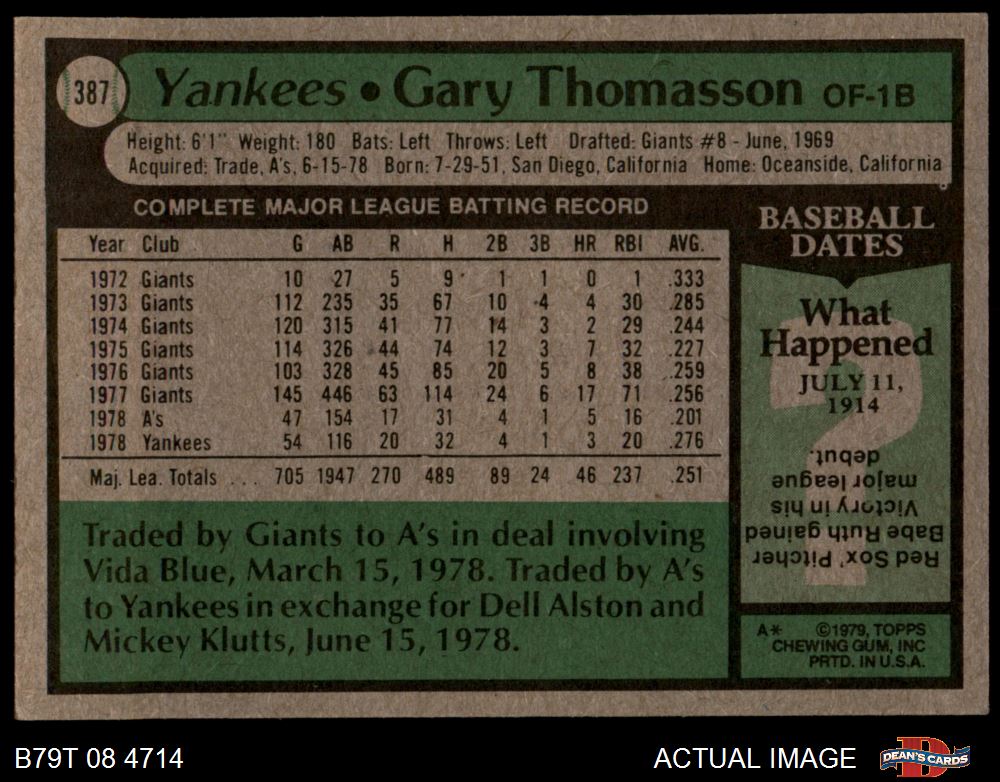 387
Yankees • Gary Thomasson OF-1B
Height: 6'1" Weight: 180 Bats: Left Throws: Left Drafted: Giants #8 - June, 1969
Acquired: Trade, A's, 6-15-78 Born: 7-29-51, San Diego, California Home: Oceanside, California
COMPLETE MAJOR LEAGUE BATTING RECORD
Year Club G AB R H 2B 3B HR RBI AVG.
1972 Giants 10 27 5 9 1 1 0 1 .333
1973 Giants 112 235 35 67 10 4 4 30 .285
1974 Giants 120 315 41 77 14 3 2 29 .244
1975 Giants 114 326 44 74 12 3 7 32 .227
1976 Giants 103 328 45 85 20 5 8 38 .259
1977 Giants 145 446 63 114 24 6 17 71 .256
1978 A's 47 154 17 31 4 1 5 16 .201
1978 Yankees 54 116 20 32 4 1 3 20 .276
Maj. Lea. Totals ... 705 1947 270 489 89 24 46 237 .251
Traded by Giants to A's in deal involving
Vida Blue, March 15, 1978. Traded by A's
to Yankees in exchange for Dell Alston and
Mickey Klutts, June 15, 1978.
BASEBALL
DATES
What
Happened
JULY 11,
1914
?
Red Sox' Pitcher
Babe Ruth gained
Victory in his
major league
debut.
A* ©1979, TOPPS
CHEWING GUM, INC
PRTD. IN U.S.A.
B79T 08 4714
ACTUAL IMAGE
D
DEAN'S CARDS